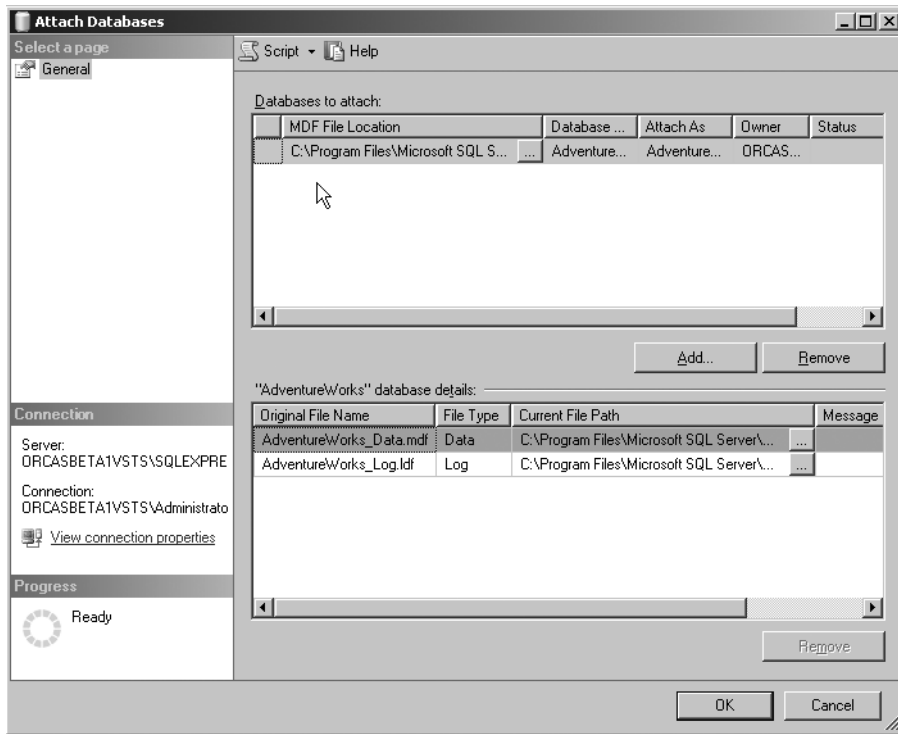 Attach Databases
Select a page
General
Script Help
Databases to attach:
MDF File Location Database ... Attach As Owner Status
C:\Program Files\Microsoft SQL S... ... Adventure... Adventure... ORCAS...
Add... Remove
"AdventureWorks" database details:
Original File Name File Type Current File Path Message
AdventureWorks_Data.mdf Data C:\Program Files\Microsoft SQL Server\... ...
AdventureWorks_Log.ldf Log C:\Program Files\Microsoft SQL Server\... ...
Remove
Connection
Server:
ORCASBETA1VSTS\SQLEXPRE
Connection:
ORCASBETA1VSTS\Administrato
View connection properties
Progress
Ready
OK Cancel